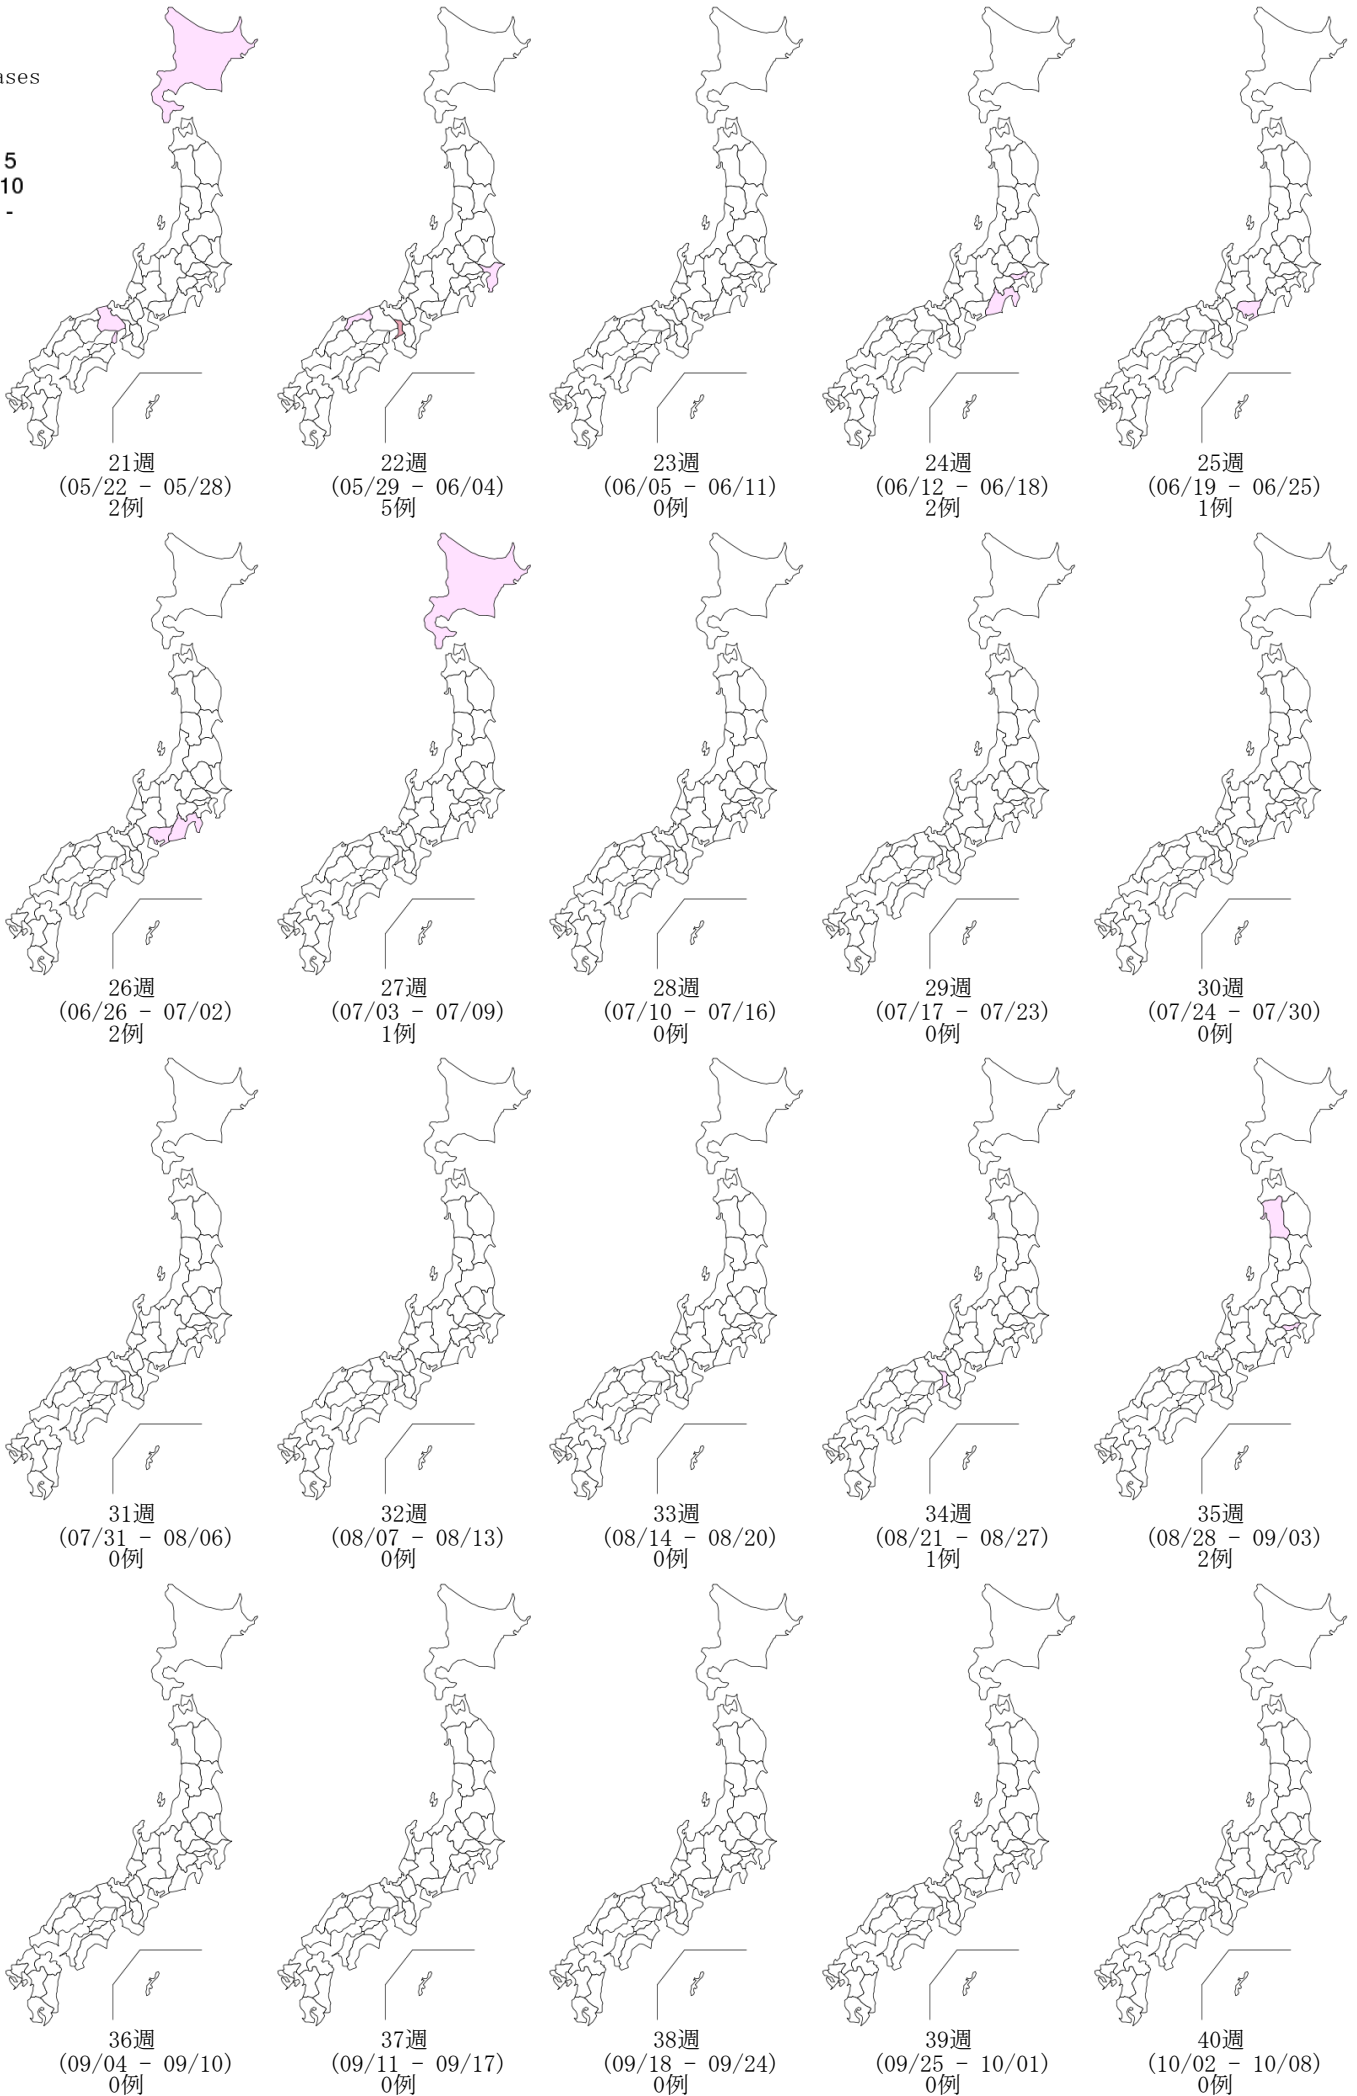 ases
5
10
-
21週
(05/22 - 05/28)
2例
22週
(05/29 - 06/04)
5例
23週
(06/05 - 06/11)
0例
24週
(06/12 - 06/18)
2例
25週
(06/19 - 06/25)
1例
26週
(06/26 - 07/02)
2例
27週
(07/03 - 07/09)
1例
28週
(07/10 - 07/16)
0例
29週
(07/17 - 07/23)
0例
30週
(07/24 - 07/30)
0例
31週
(07/31 - 08/06)
0例
32週
(08/07 - 08/13)
0例
33週
(08/14 - 08/20)
0例
34週
(08/21 - 08/27)
1例
35週
(08/28 - 09/03)
2例
36週
(09/04 - 09/10)
0例
37週
(09/11 - 09/17)
0例
38週
(09/18 - 09/24)
0例
39週
(09/25 - 10/01)
0例
40週
(10/02 - 10/08)
0例